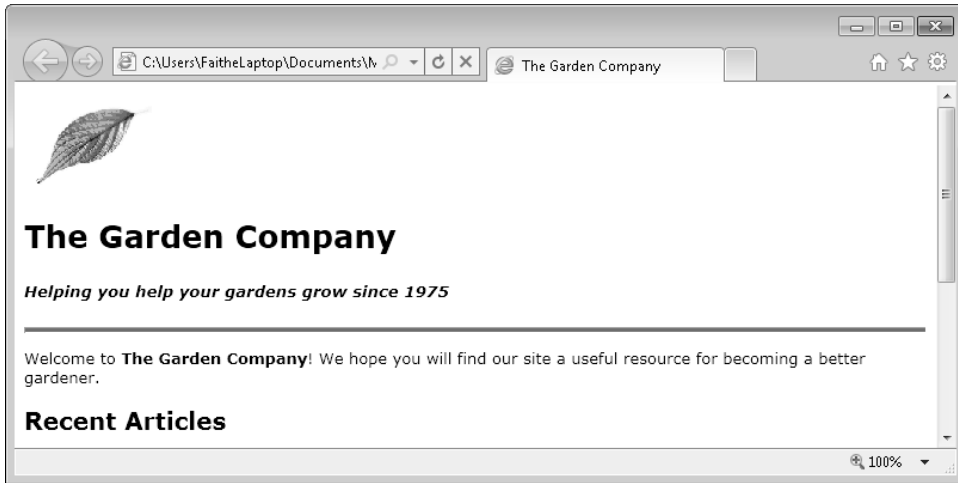 C:\Users\FaitheLaptop\Documents\M
The Garden Company
The Garden Company
Helping you help your gardens grow since 1975
Welcome to The Garden Company! We hope you will find our site a useful resource for becoming a better
gardener.
Recent Articles
100%